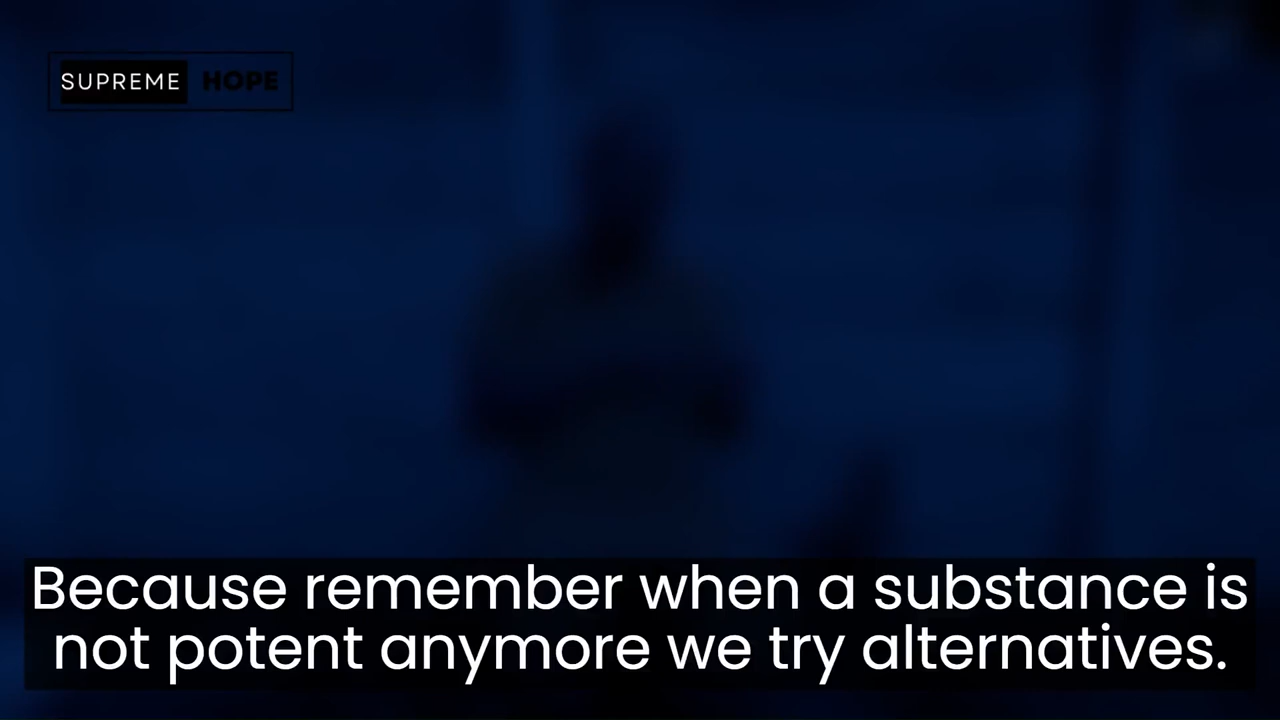 SUPREME HOPE
Because remember when a substance is
not potent anymore we try alternatives.